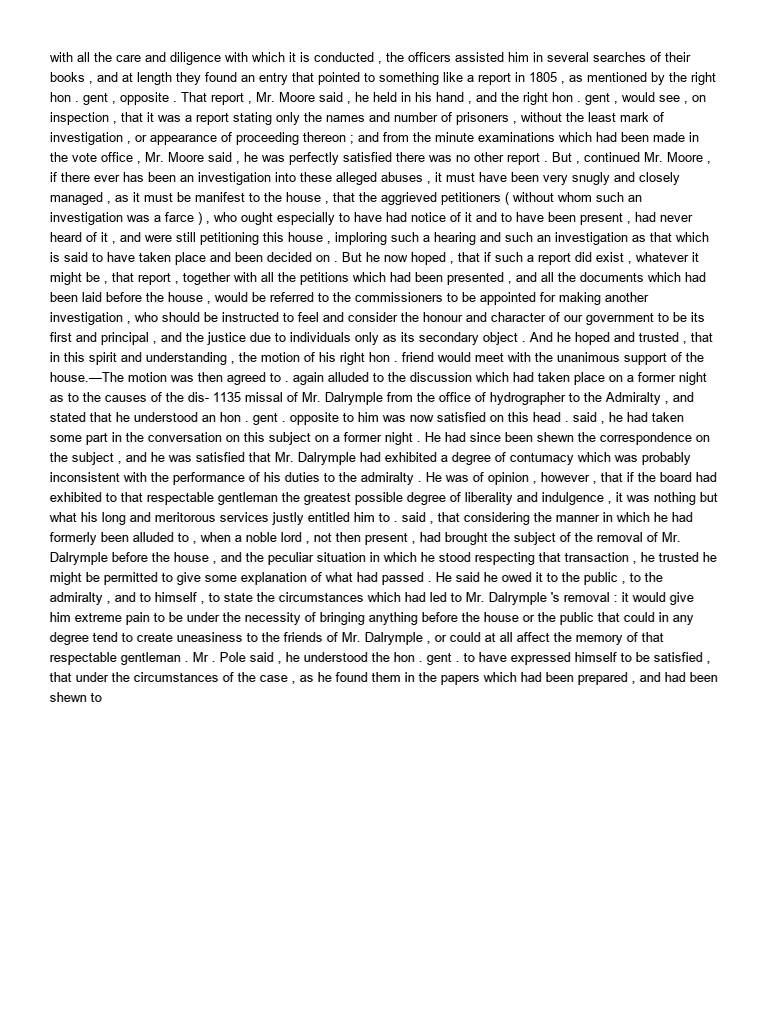 with all the care and diligence with which it is conducted , the officers assisted him in several searches of their
books , and at length they found an entry that pointed to something like a report in 1805 , as mentioned by the right
hon . gent , opposite . That report , Mr. Moore said , he held in his hand , and the right hon . gent , would see , on
inspection , that it was a report stating only the names and number of prisoners , without the least mark of
investigation , or appearance of proceeding thereon ; and from the minute examinations which had been made in
the vote office , Mr. Moore said , he was perfectly satisfied there was no other report . But , continued Mr. Moore ,
if there ever has been an investigation into these alleged abuses , it must have been very snugly and closely
managed , as it must be manifest to the house , that the aggrieved petitioners ( without whom such an
investigation was a farce ) , who ought especially to have had notice of it and to have been present , had never
heard of it , and were still petitioning this house , imploring such a hearing and such an investigation as that which
is said to have taken place and been decided on . But he now hoped , that if such a report did exist , whatever it
might be , that report , together with all the petitions which had been presented , and all the documents which had
been laid before the house , would be referred to the commissioners to be appointed for making another
investigation , who should be instructed to feel and consider the honour and character of our government to be its
first and principal , and the justice due to individuals only as its secondary object . And he hoped and trusted , that
in this spirit and understanding , the motion of his right hon . friend would meet with the unanimous support of the
house.—The motion was then agreed to . again alluded to the discussion which had taken place on a former night
as to the causes of the dis- 1135 missal of Mr. Dalrymple from the office of hydrographer to the Admiralty , and
stated that he understood an hon . gent . opposite to him was now satisfied on this head . said , he had taken
some part in the conversation on this subject on a former night . He had since been shewn the correspondence on
the subject , and he was satisfied that Mr. Dalrymple had exhibited a degree of contumacy which was probably
inconsistent with the performance of his duties to the admiralty . He was of opinion , however , that if the board had
exhibited to that respectable gentleman the greatest possible degree of liberality and indulgence , it was nothing but
what his long and meritorous services justly entitled him to . said , that considering the manner in which he had
formerly been alluded to , when a noble lord , not then present , had brought the subject of the removal of Mr.
Dalrymple before the house , and the peculiar situation in which he stood respecting that transaction , he trusted he
might be permitted to give some explanation of what had passed . He said he owed it to the public , to the
admiralty , and to himself , to state the circumstances which had led to Mr. Dalrymple 's removal : it would give
him extreme pain to be under the necessity of bringing anything before the house or the public that could in any
degree tend to create uneasiness to the friends of Mr. Dalrymple , or could at all affect the memory of that
respectable gentleman . Mr . Pole said , he understood the hon . gent . to have expressed himself to be satisfied ,
that under the circumstances of the case , as he found them in the papers which had been prepared , and had been
shewn to